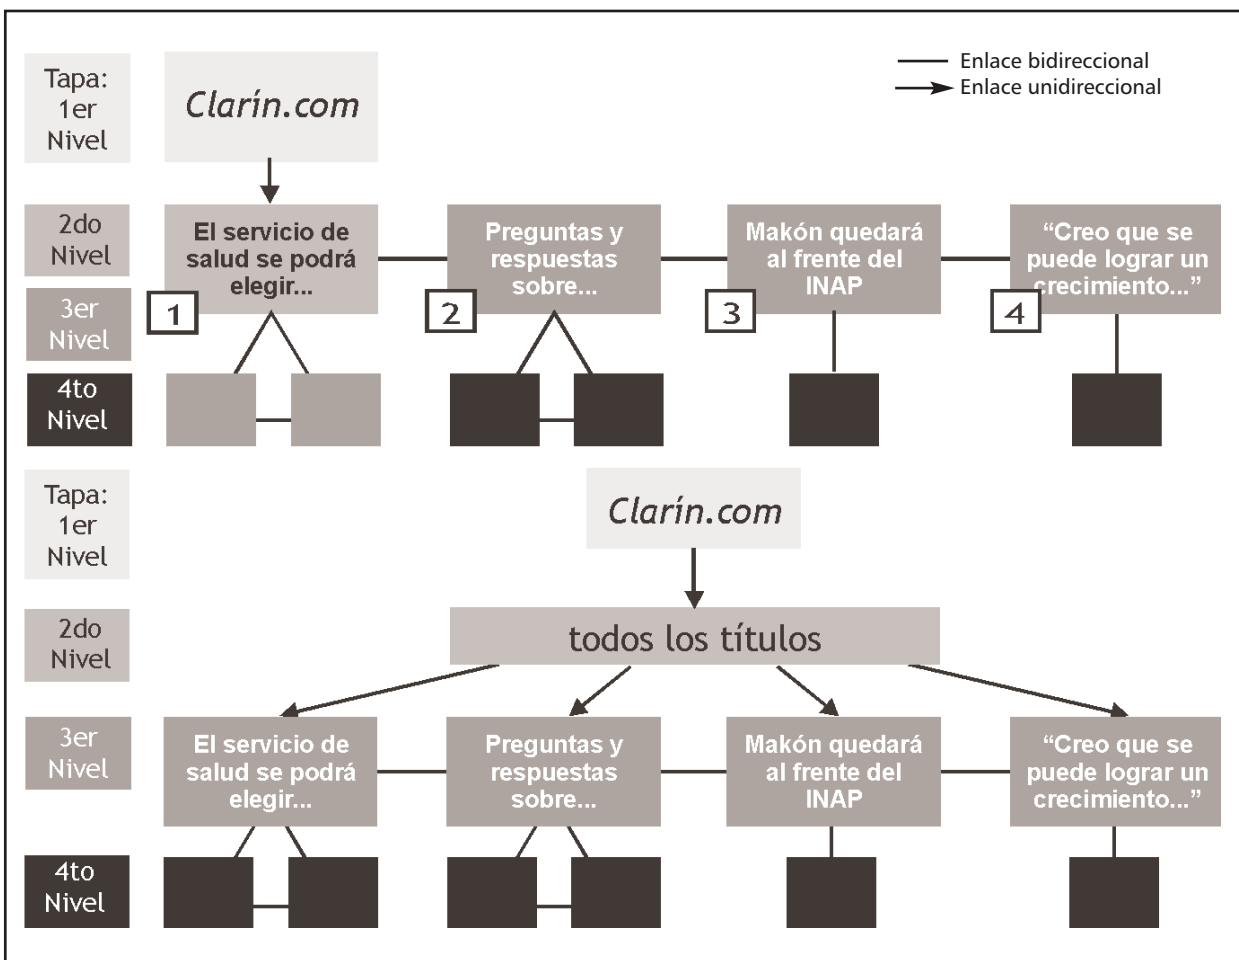 Tapa:
1er
Nivel
Clarín.com
Enlace bidireccional
Enlace unidireccional
2do
Nivel
3er
Nivel
4to
Nivel
El servicio de
salud se podrá
elegir...
1
Preguntas y
respuestas
sobre...
2
Makón quedará
al frente del
INAP
3
“Creo que se
puede lograr un
crecimiento...”
4
Tapa:
1er
Nivel
Clarín.com
2do
Nivel
todos los títulos
3er
Nivel
El servicio de
salud se podrá
elegir...
Preguntas y
respuestas
sobre...
Makón quedará
al frente del
INAP
“Creo que se
puede lograr un
crecimiento...”
4to
Nivel